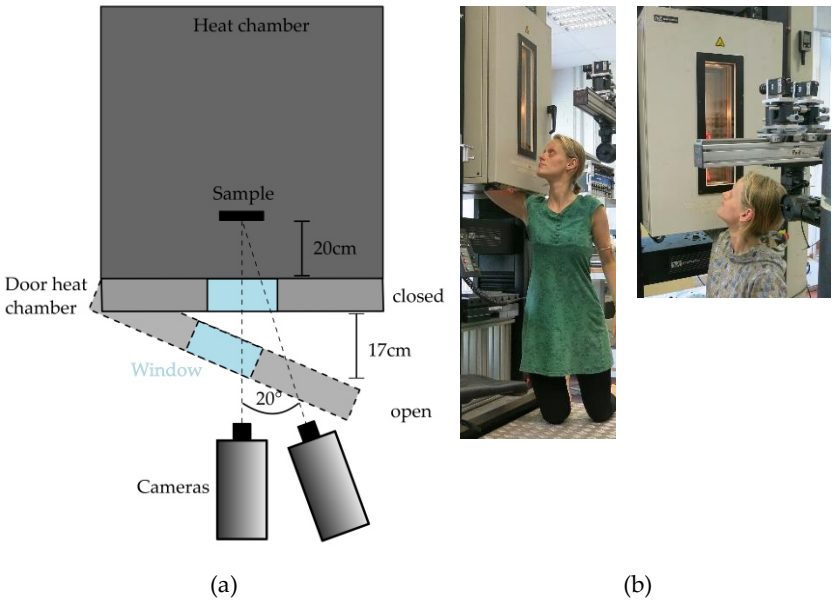 Heat chamber
Sample
20cm
Door heat
chamber
closed
17cm
Window
20°
open
Cameras
(a)
(b)